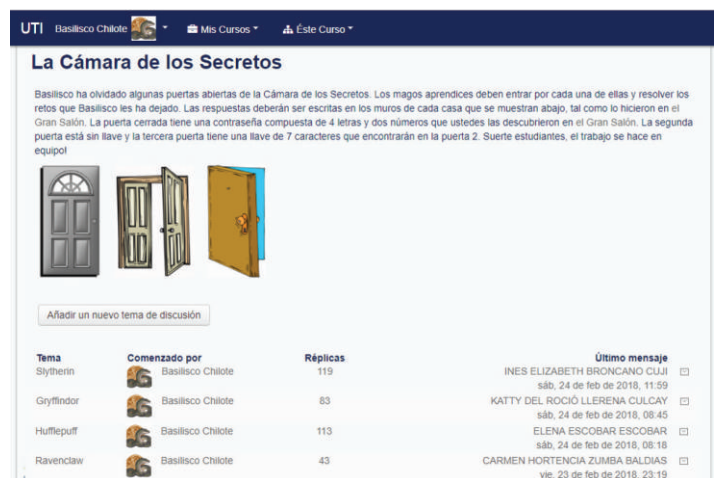 UTI Basilisco Chilote Mis Cursos Éste Curso
La Cámara de los Secretos
Basilisco ha olvidado algunas puertas abiertas de la Cámara de los Secretos. Los magos aprendices deben entrar por cada una de ellas y resolver los
retos que Basilisco les ha dejado. Las respuestas deberán ser escritas en los muros de cada casa que se muestran abajo, tal como lo hicieron en el
Gran Salón. La puerta cerrada tiene una contraseña compuesta de 4 letras y dos números que ustedes las descubrieron en el Gran Salón. La segunda
puerta está sin llave y la tercera puerta tiene una llave de 7 caracteres que encontrarán en la puerta 2. Suerte estudiantes, el trabajo se hace en
equipo!
Añadir un nuevo tema de discusión
Tema Comenzado por Réplicas Último mensaje
Slytherin Basilisco Chilote 119 INES ELIZABETH BRONCANO CUJI
sáb, 24 de feb de 2018, 11:59
Gryffindor Basilisco Chilote 83 KATTY DEL ROCIÓ LLERENA CULCAY
sáb, 24 de feb de 2018, 08:45
Hufflepuff Basilisco Chilote 113 ELENA ESCOBAR ESCOBAR
sáb, 24 de feb de 2018, 08:18
Ravenclaw Basilisco Chilote 43 CARMEN HORTENCIA ZUMBA BALDIAS
vie, 23 de feb de 2018, 23:19